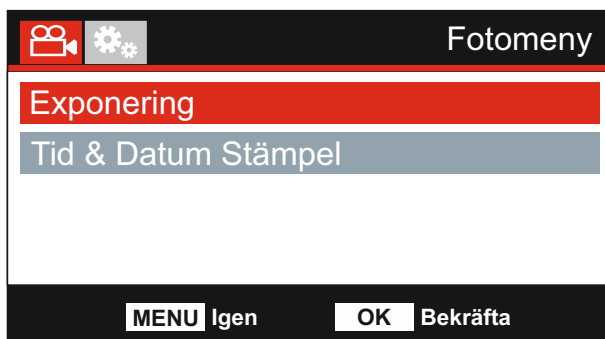 Fotomeny
Exponering
Tid & Datum Stämpel
MENU Igen OK Bekräfta